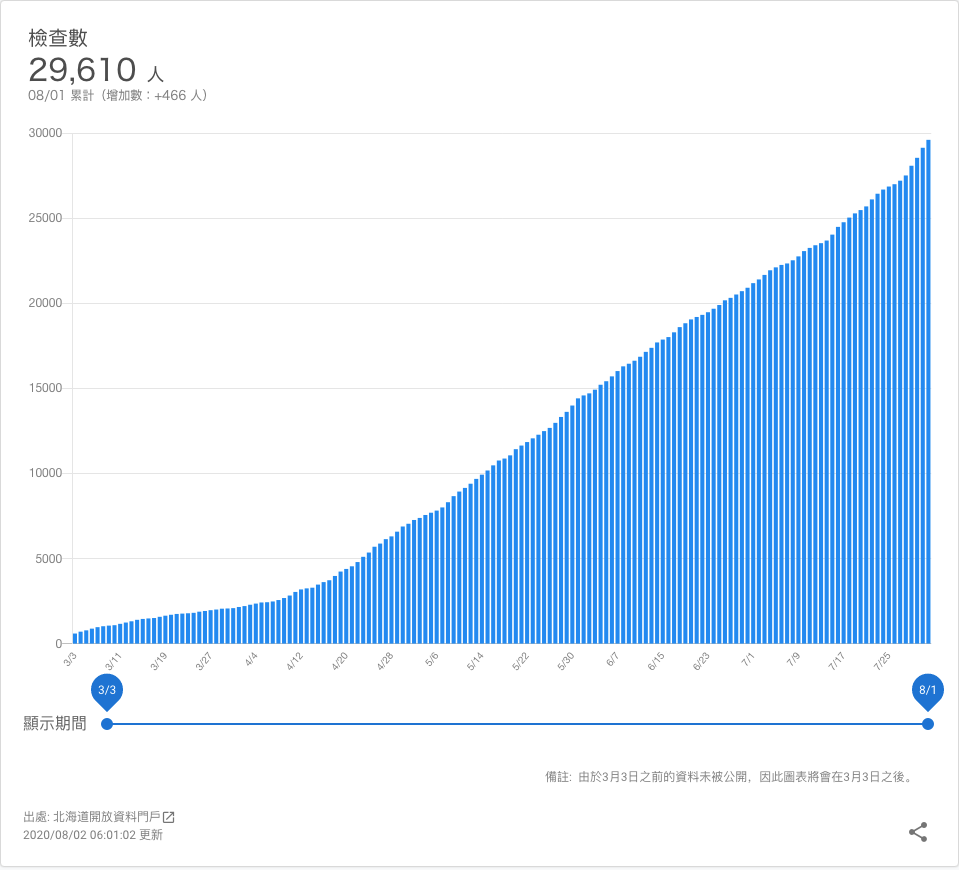 檢查數
29,610 人
08/01 累計（增加數：+466 人）
30000
25000
20000
15000
10000
5000
0
3/3 3/11 3/19 3/27 4/4 4/12 4/20 4/28 5/6 5/14 5/22 5/30 6/7 6/15 6/23 7/1 7/9 7/17 7/25
3/3 8/1
顯示期間
備註: 由於3月3日之前的資料未被公開，因此圖表將會在3月3日之後。
出處: 北海道開放資料門戶
2020/08/02 06:01:02 更新